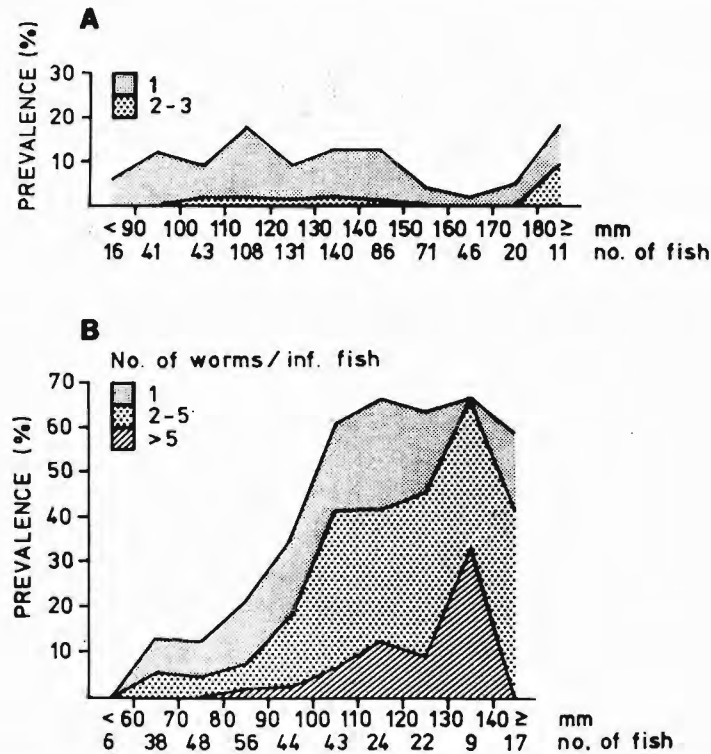 A
PREVALENCE (%)
30
20
10
1
2-3
< 90 100 110 120 130 140 150 160 170 180 ≥ mm
16 41 43 108 131 140 86 71 46 20 11 no. of fish
B
No. of worms / inf. fish
PREVALENCE (%)
70
60
50
40
30
20
10
1
2-5
>5
< 60 70 80 90 100 110 120 130 140 ≥ mm
6 38 48 56 44 43 24 22 9 17 no. of fish